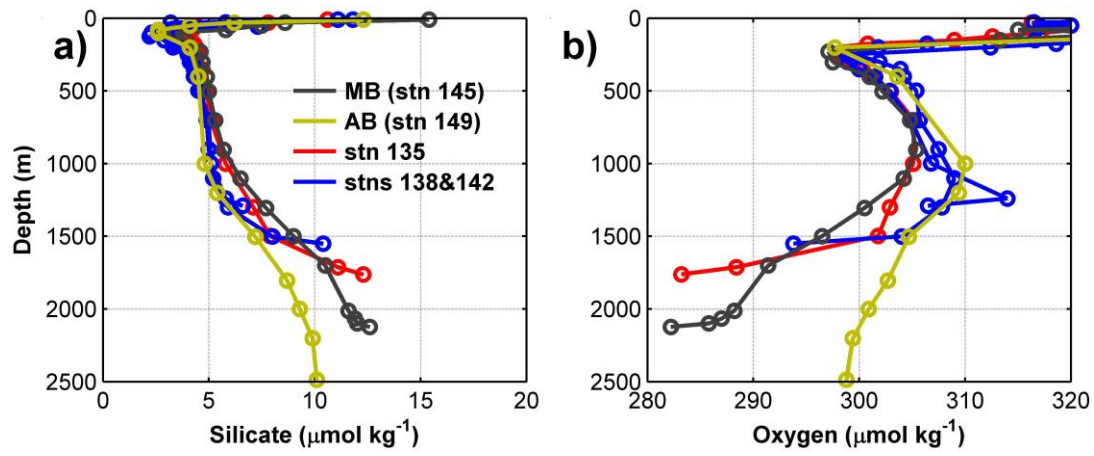 a)
0
500
1000
1500
2000
2500
Depth (m)
MB (stn 145)
AB (stn 149)
stn 135
stns 138&142
0 5 10 15 20
Silicate (μmol kg⁻¹)
b)
0
500
1000
1500
2000
2500
Depth (m)
280 290 300 310 320
Oxygen (μmol kg⁻¹)